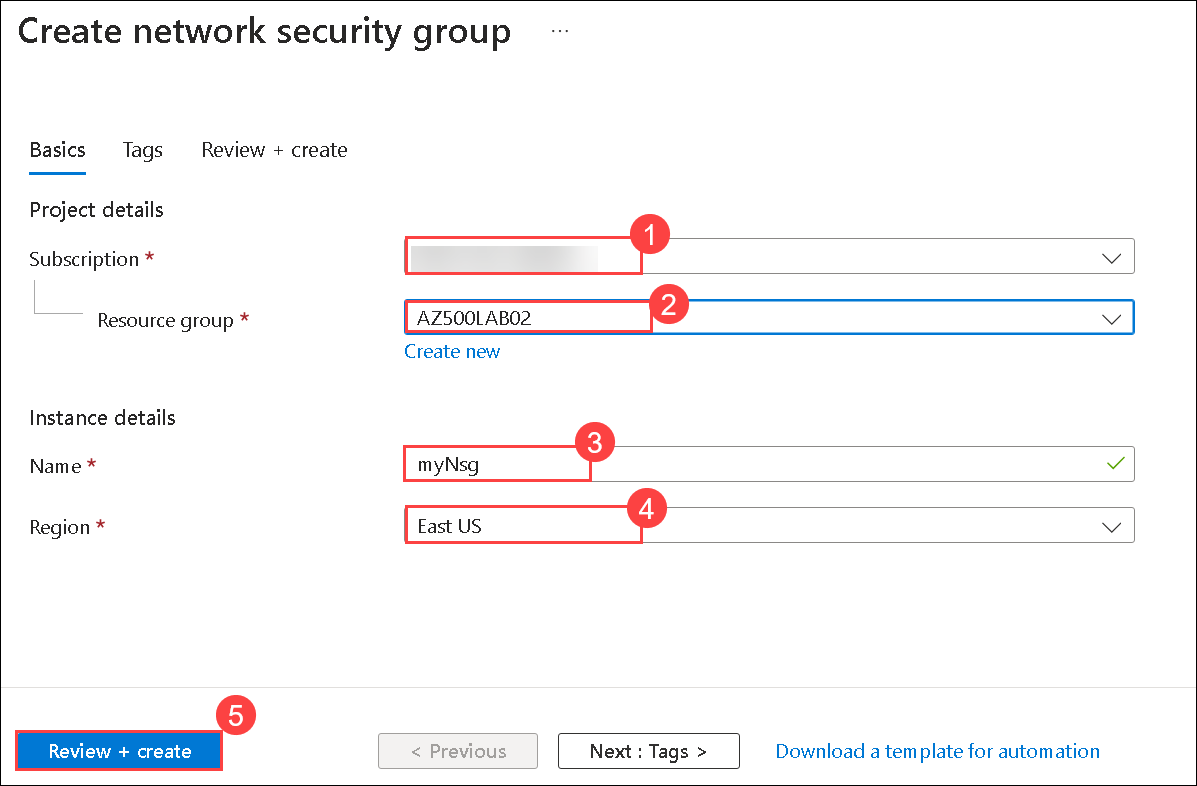 Create network security group ...
Basics Tags Review + create
Project details
1
Subscription *
2
Resource group * AZ500LAB02
Create new
Instance details
3
Name * myNsg
4
Region * East US
5
Review + create < Previous Next : Tags > Download a template for automation